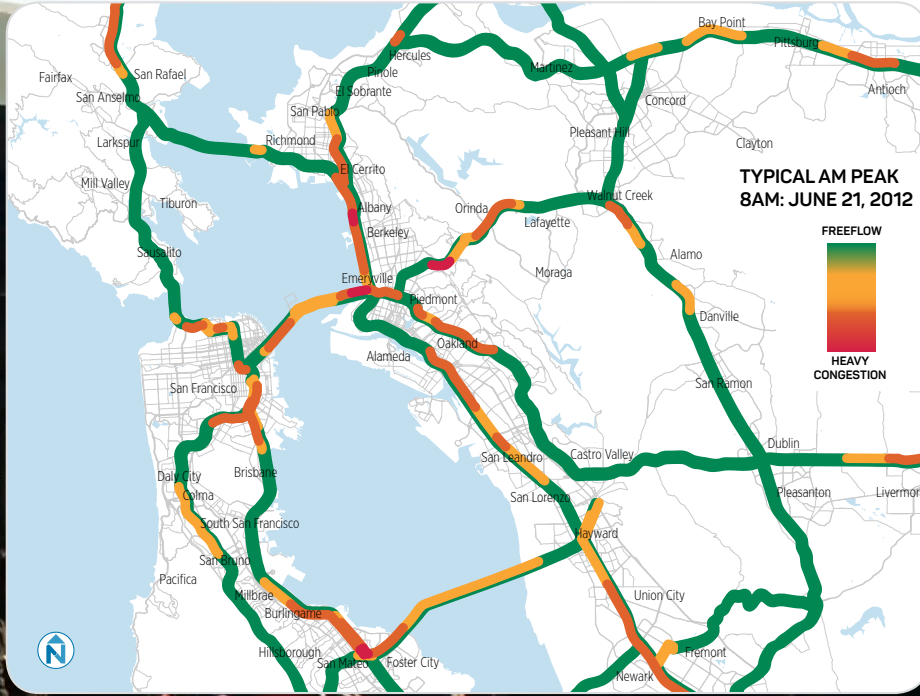 Bay Point
Pittsburg
Hercules
Martinez
Pinole
Fairfax
San Rafael
Antioch
El Sobrante
San Anselmo
Concord
San Pablo
Pleasant Hill
Richmond
Larkspur
Clayton
El Cerrito
TYPICAL AM PEAK
8AM: JUNE 21, 2012
Mill Valley
Walnut Creek
Tiburon
Albany
Orinda
Lafayette
FREEFLOW
Berkeley
Sausalito
Alamo
Moraga
Emeryville
Piedmont
Danville
Oakland
Alameda
HEAVY
CONGESTION
San Francisco
San Ramon
Dublin
Castro Valley
San Leandro
Daly City
Brisbane
Colma
San Lorenzo
Pleasanton
Livermor
South San Francisco
Hayward
San Bruno
Pacifica
Millbrae
Union City
Burlingame
N
Hillsborough
San Mateo
Foster City
Fremont
Newark